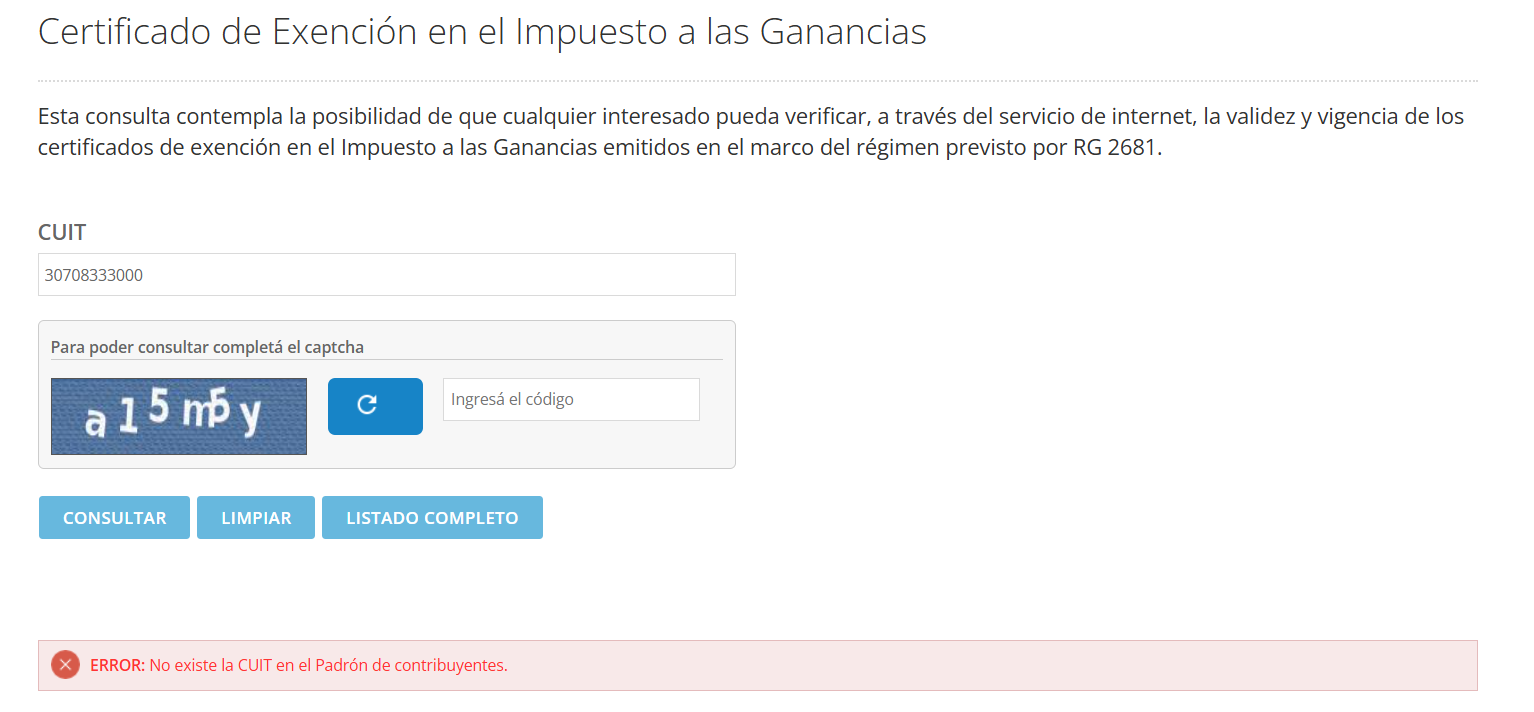 Certificado de Exención en el Impuesto a las Ganancias
Esta consulta contempla la posibilidad de que cualquier interesado pueda verificar, a través del servicio de internet, la validez y vigencia de los
certificados de exención en el Impuesto a las Ganancias emitidos en el marco del régimen previsto por RG 2681.
CUIT
30708333000
Para poder consultar completá el captcha
a15m5y
Ingresá el código
CONSULTAR LIMPIAR LISTADO COMPLETO
ERROR: No existe la CUIT en el Padrón de contribuyentes.